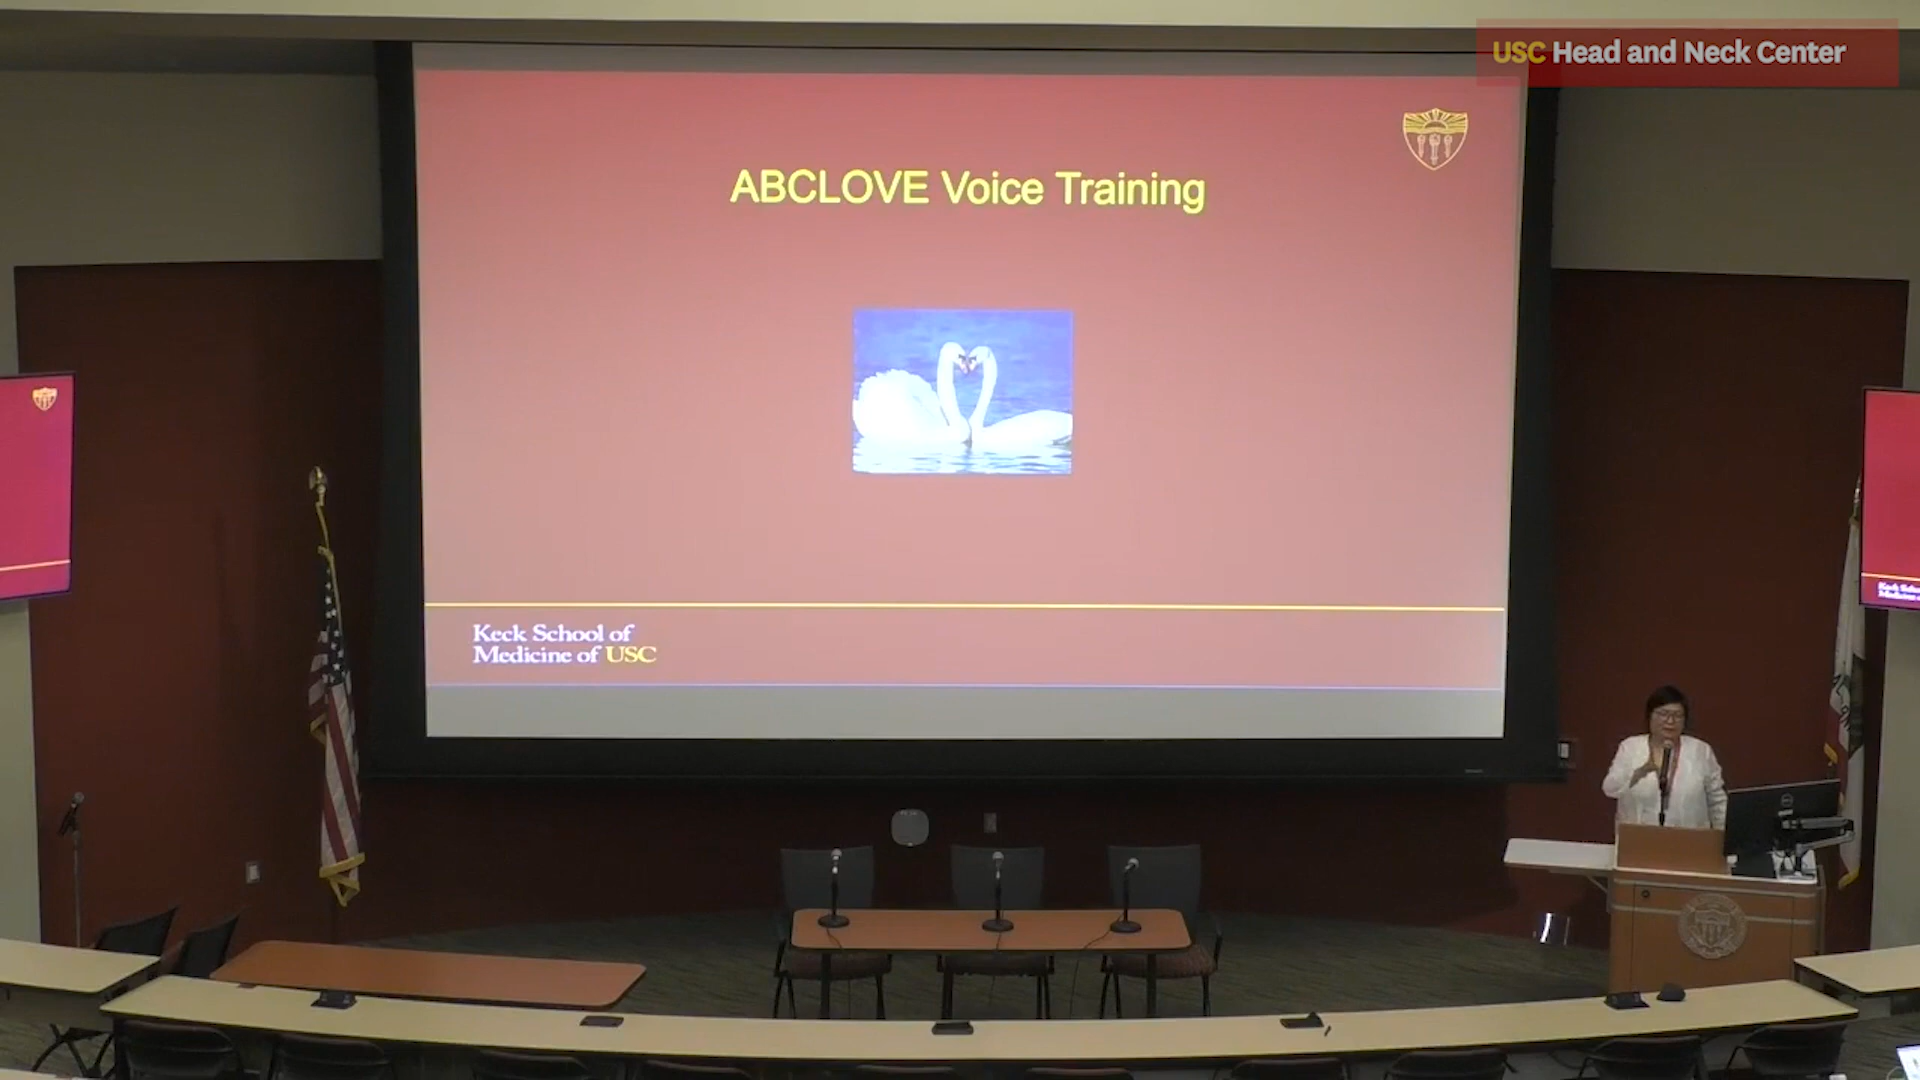 USC Head and Neck Center
ABCLOVE Voice Training
Keck School of
Medicine of USC